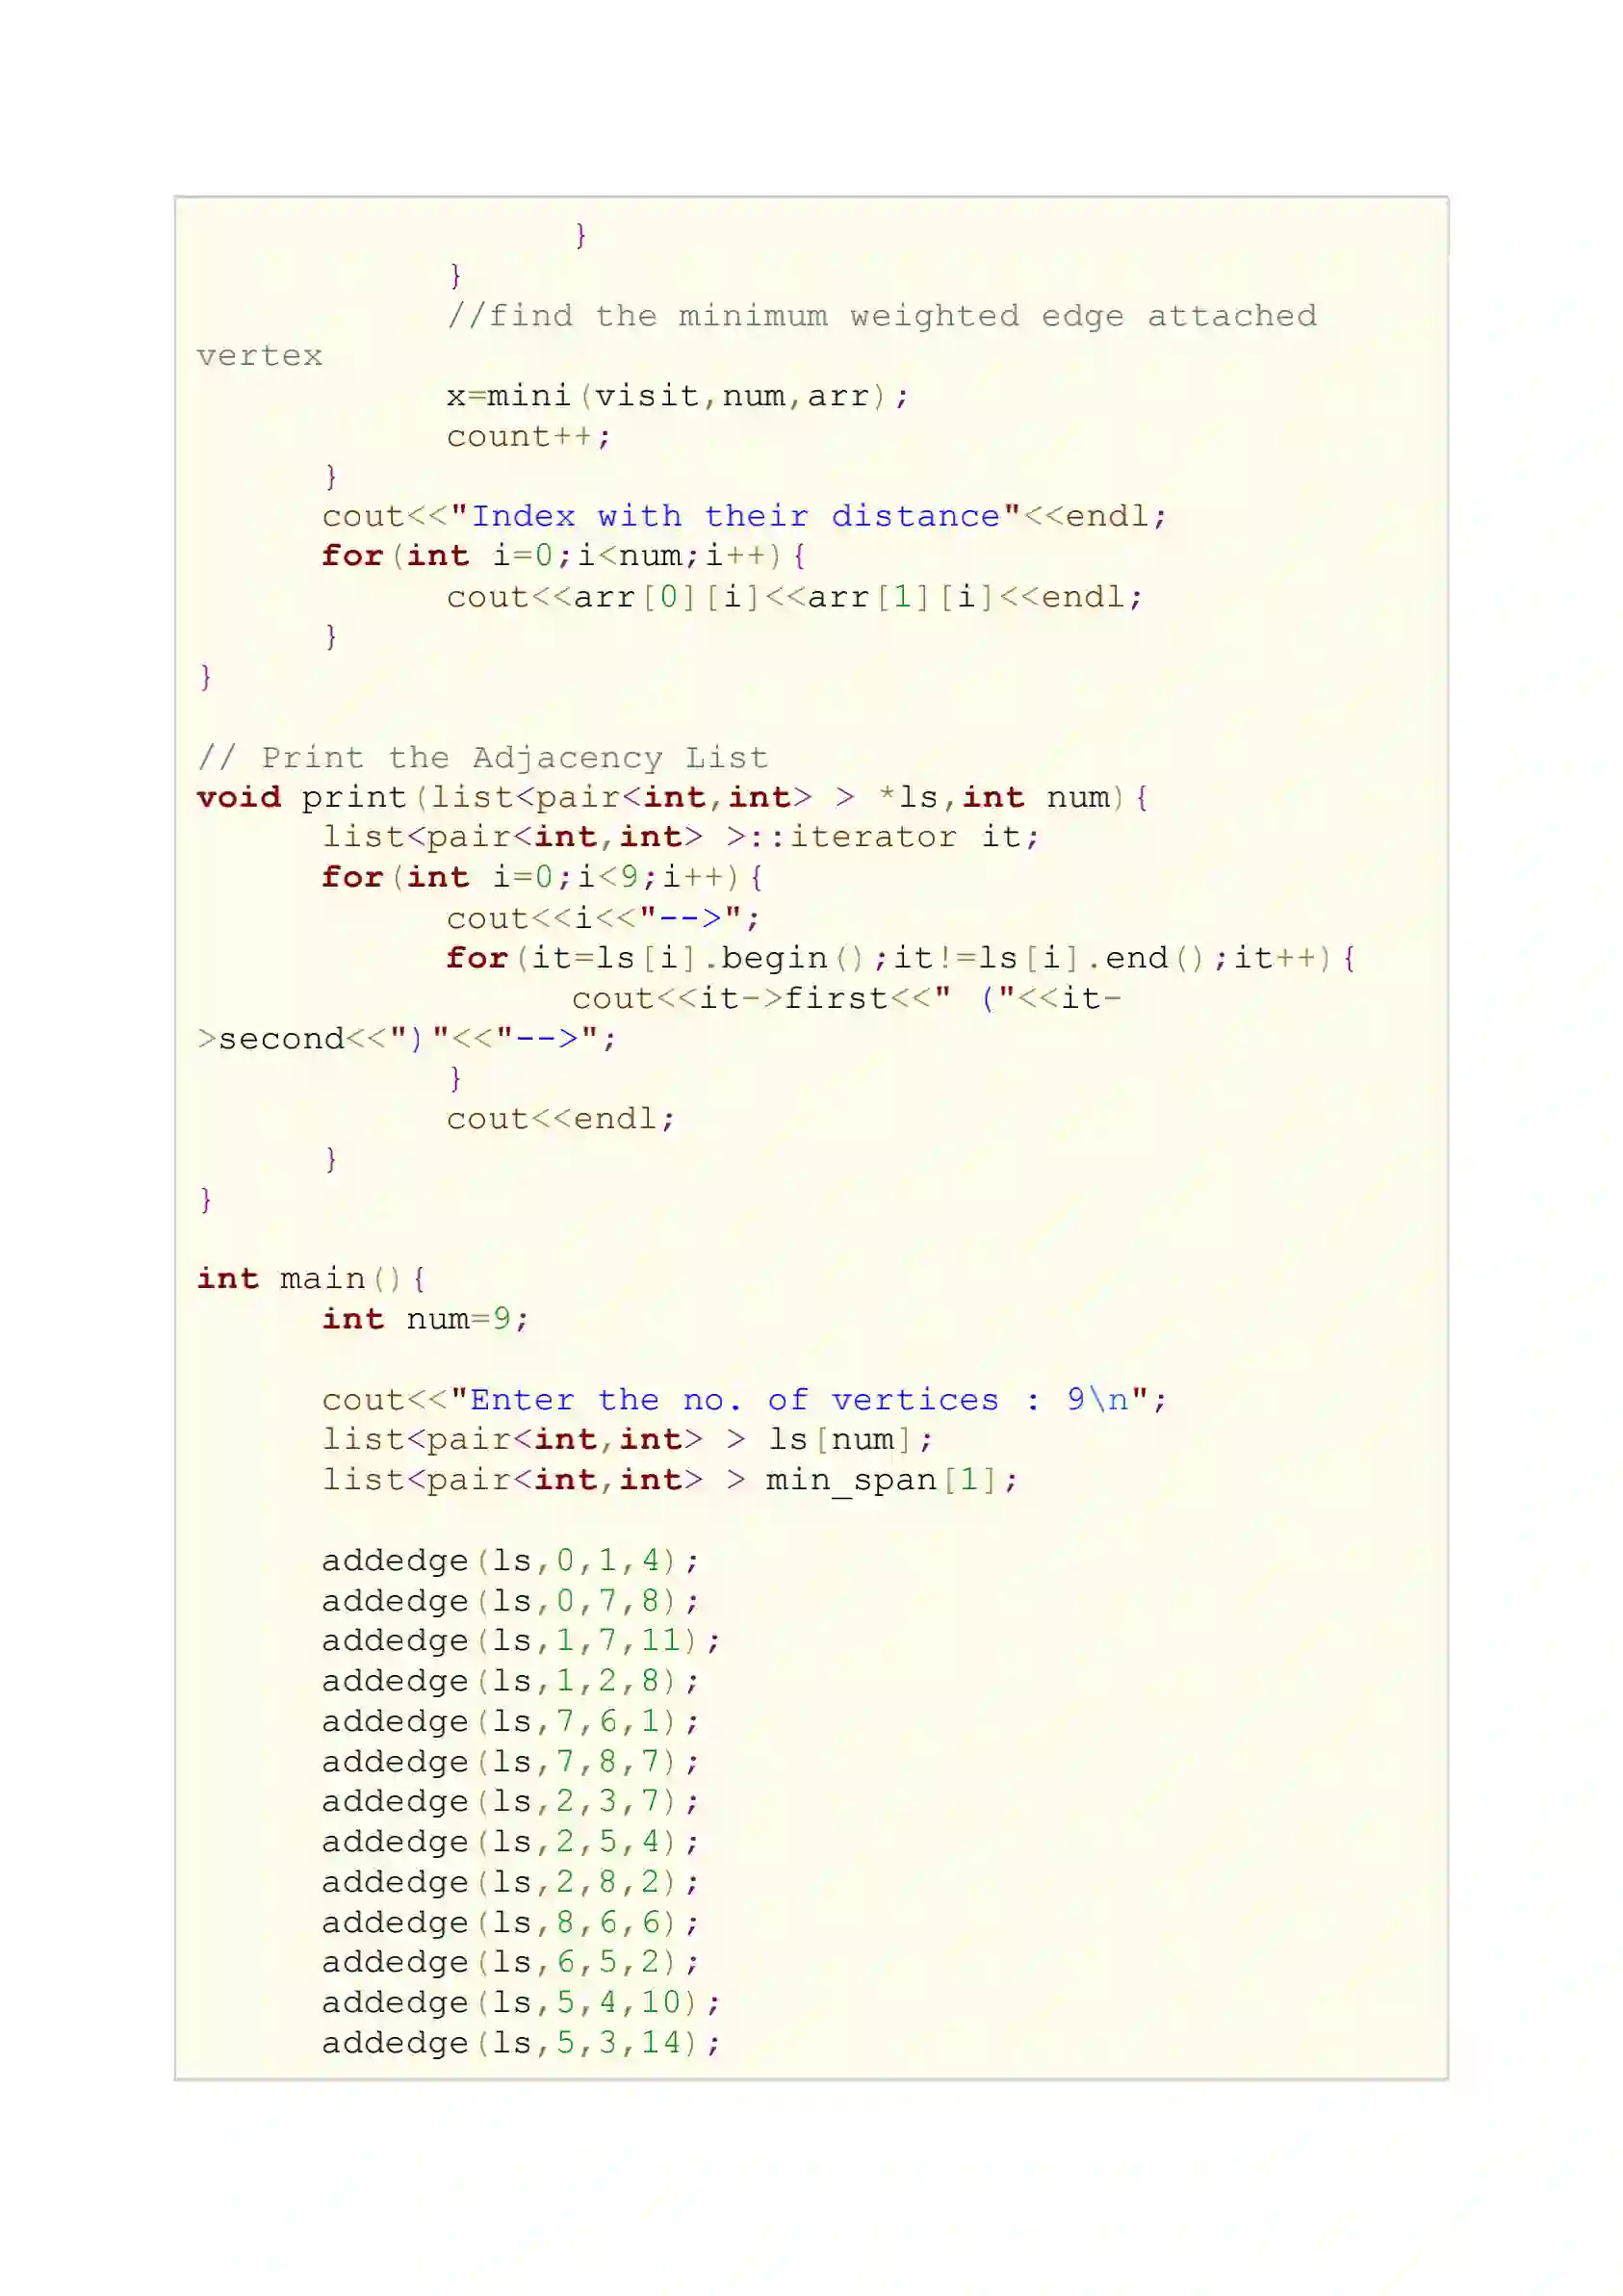 }
}
//find the minimum weighted edge attached
vertex
x=mini(visit,num,arr);
count++;
}
cout<<"Index with their distance"<<endl;
for(int i=0;i<num;i++){
cout<<arr[0][i]<<arr[1][i]<<endl;
}
}
// Print the Adjacency List
void print(list<pair<int,int> > *ls,int num){
list<pair<int,int> >::iterator it;
for(int i=0;i<9;i++){
cout<<i<<"-->";
for(it=ls[i].begin();it!=ls[i].end();it++){
cout<<it->first<<" ("<<it-
>second<<")"<<"-->";
}
cout<<endl;
}
}
int main(){
int num=9;
cout<<"Enter the no. of vertices : 9\n";
list<pair<int,int> > ls[num];
list<pair<int,int> > min_span[1];
addedge(ls,0,1,4);
addedge(ls,0,7,8);
addedge(ls,1,7,11);
addedge(ls,1,2,8);
addedge(ls,7,6,1);
addedge(ls,7,8,7);
addedge(ls,2,3,7);
addedge(ls,2,5,4);
addedge(ls,2,8,2);
addedge(ls,8,6,6);
addedge(ls,6,5,2);
addedge(ls,5,4,10);
addedge(ls,5,3,14);